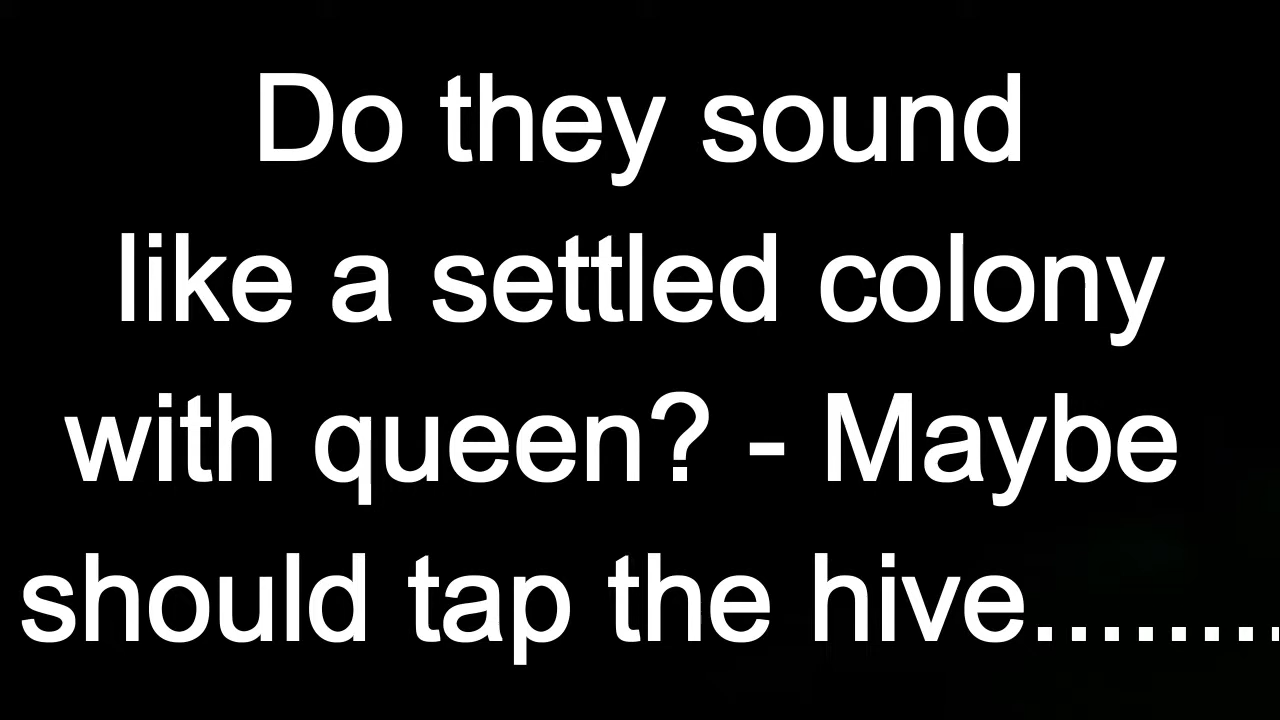 Do they sound
like a settled colony
with queen? - Maybe
should tap the hive........